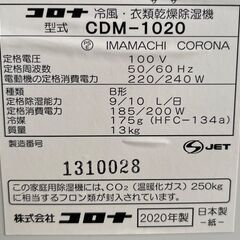 コロナ 冷風・衣類乾燥除湿機
型式 CDM-1020
Ⓗ IMAMACHI CORONA
定格電圧 100 V
定格周波数 50/60 Hz
電動機の定格消費電力 220/240 W
種類 B形
定格除湿能力 9/10 L/日
定格消費電力 185/200 W
冷媒 175g (HFC-134a)
質量 13kg
製造番号
JET
1310028
この家庭用除湿機には、CO₂(温暖化ガス)250kg
に相当するフロン類が封入されています。
株式会社 コロナ 2020年製 日本製
-紙-